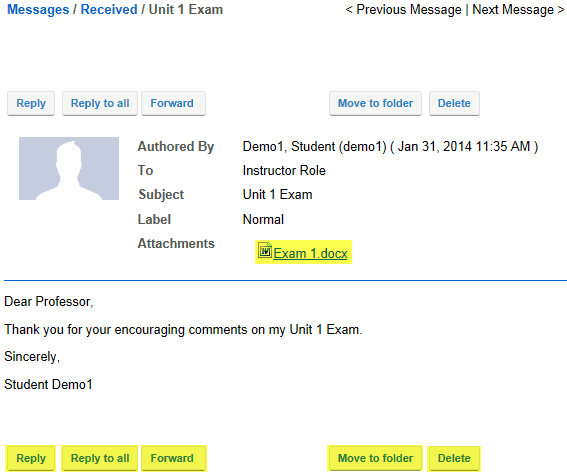 Messages / Received / Unit 1 Exam < Previous Message | Next Message >
Reply Reply to all Forward Move to folder Delete
Authored By Demo1, Student (demo1) ( Jan 31, 2014 11:35 AM )
To Instructor Role
Subject Unit 1 Exam
Label Normal
Attachments Exam 1.docx
Dear Professor,
Thank you for your encouraging comments on my Unit 1 Exam.
Sincerely,
Student Demo1
Reply Reply to all Forward Move to folder Delete